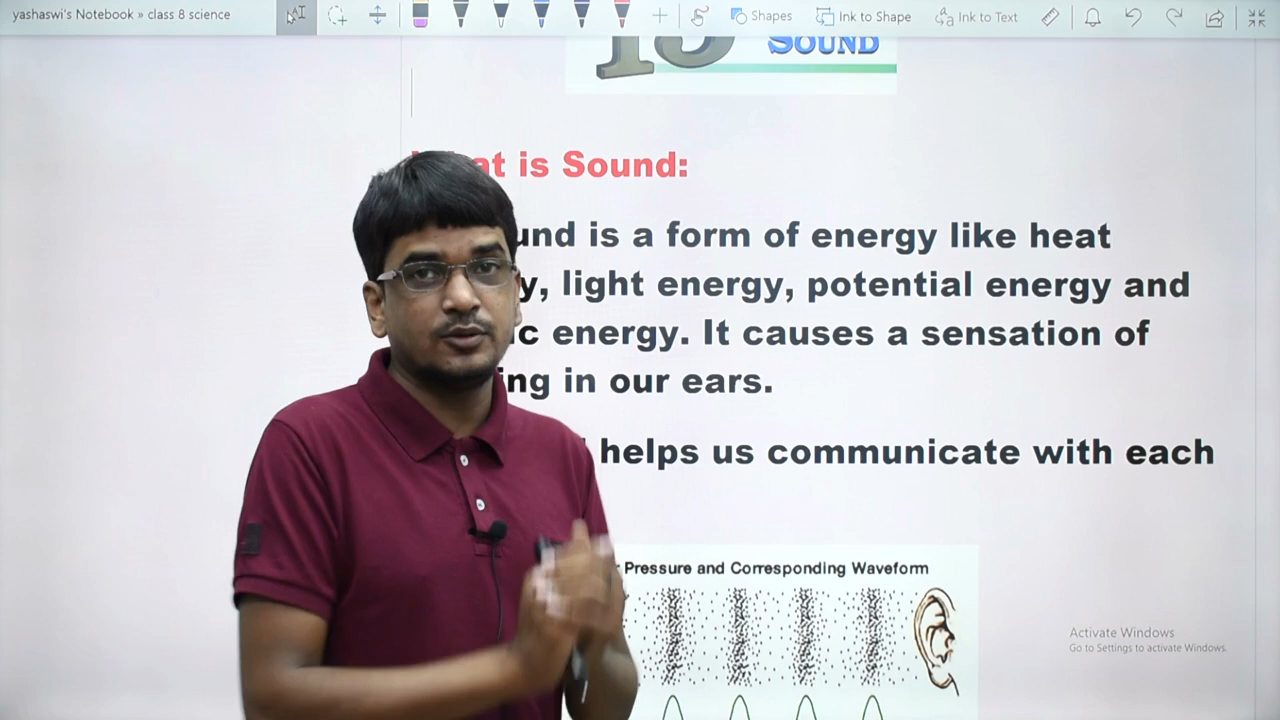 yashaswi's Notebook » class 8 science
Shapes
Ink to Shape
Ink to Text
SOUND
at is Sound:
und is a form of energy like heat
y, light energy, potential energy and
ic energy. It causes a sensation of
ing in our ears.
helps us communicate with each
Pressure and Corresponding Waveform
Activate Windows
Go to Settings to activate Windows.